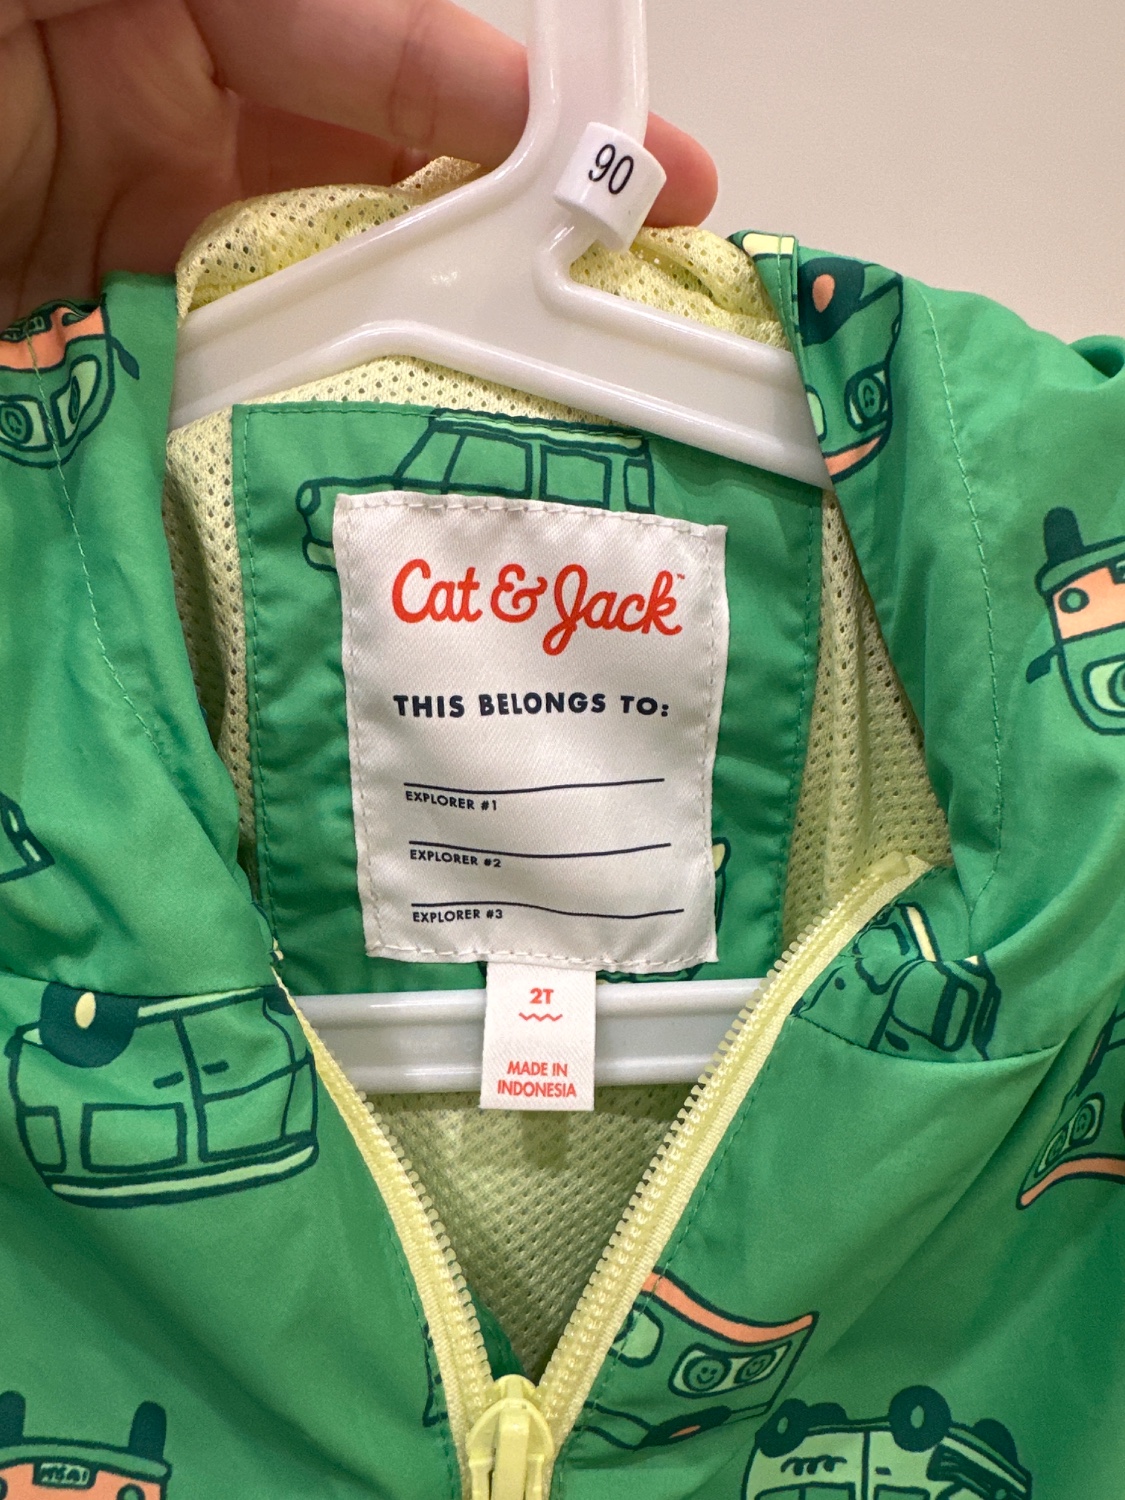 90
Cat & Jack™
THIS BELONGS TO:
EXPLORER #1
EXPLORER #2
EXPLORER #3
2T
MADE IN
INDONESIA